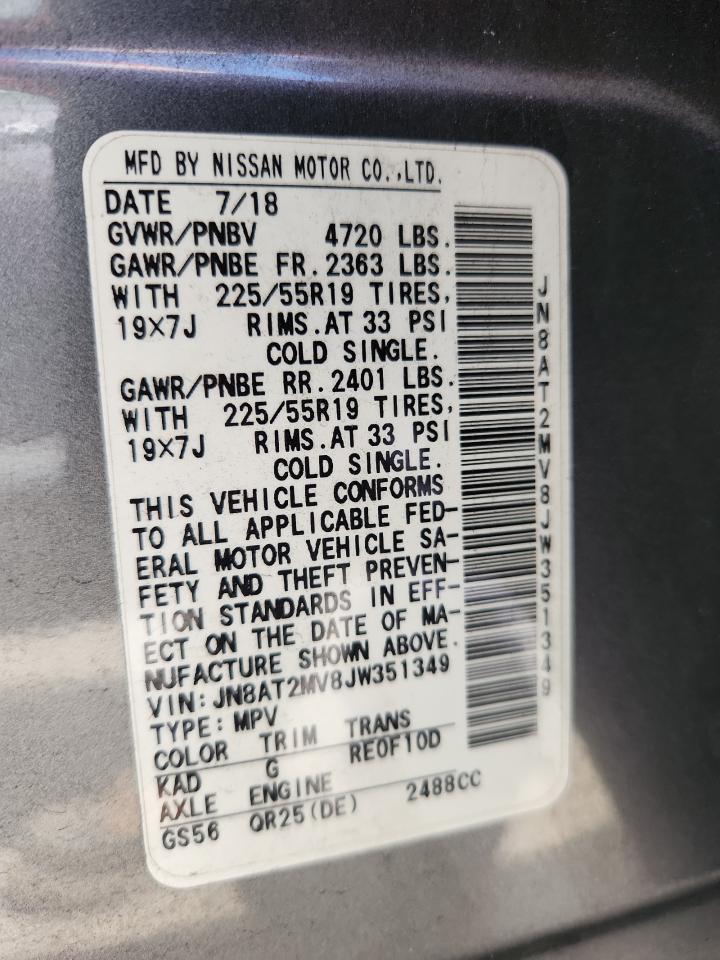 MFD BY NISSAN MOTOR CO.,LTD.
DATE 7/18
GVWR/PNBV 4720 LBS.
GAWR/PNBE FR. 2363 LBS.
WITH 225/55R19 TIRES,
19×7J RIMS.AT 33 PSI
COLD SINGLE.
GAWR/PNBE RR. 2401 LBS.
WITH 225/55R19 TIRES,
19×7J RIMS.AT 33 PSI
COLD SINGLE.
THIS VEHICLE CONFORMS
TO ALL APPLICABLE FED-
ERAL MOTOR VEHICLE SA-
FETY AND THEFT PREVEN-
TION STANDARDS IN EFF-
ECT ON THE DATE OF MA-
NUFACTURE SHOWN ABOVE.
VIN: JN8AT2MV8JW351349
TYPE: MPV
COLOR TRIM TRANS
KAD G RE0F10D
AXLE ENGINE
GS56 QR25(DE) 2488CC
JN8AT2MV8JW351349